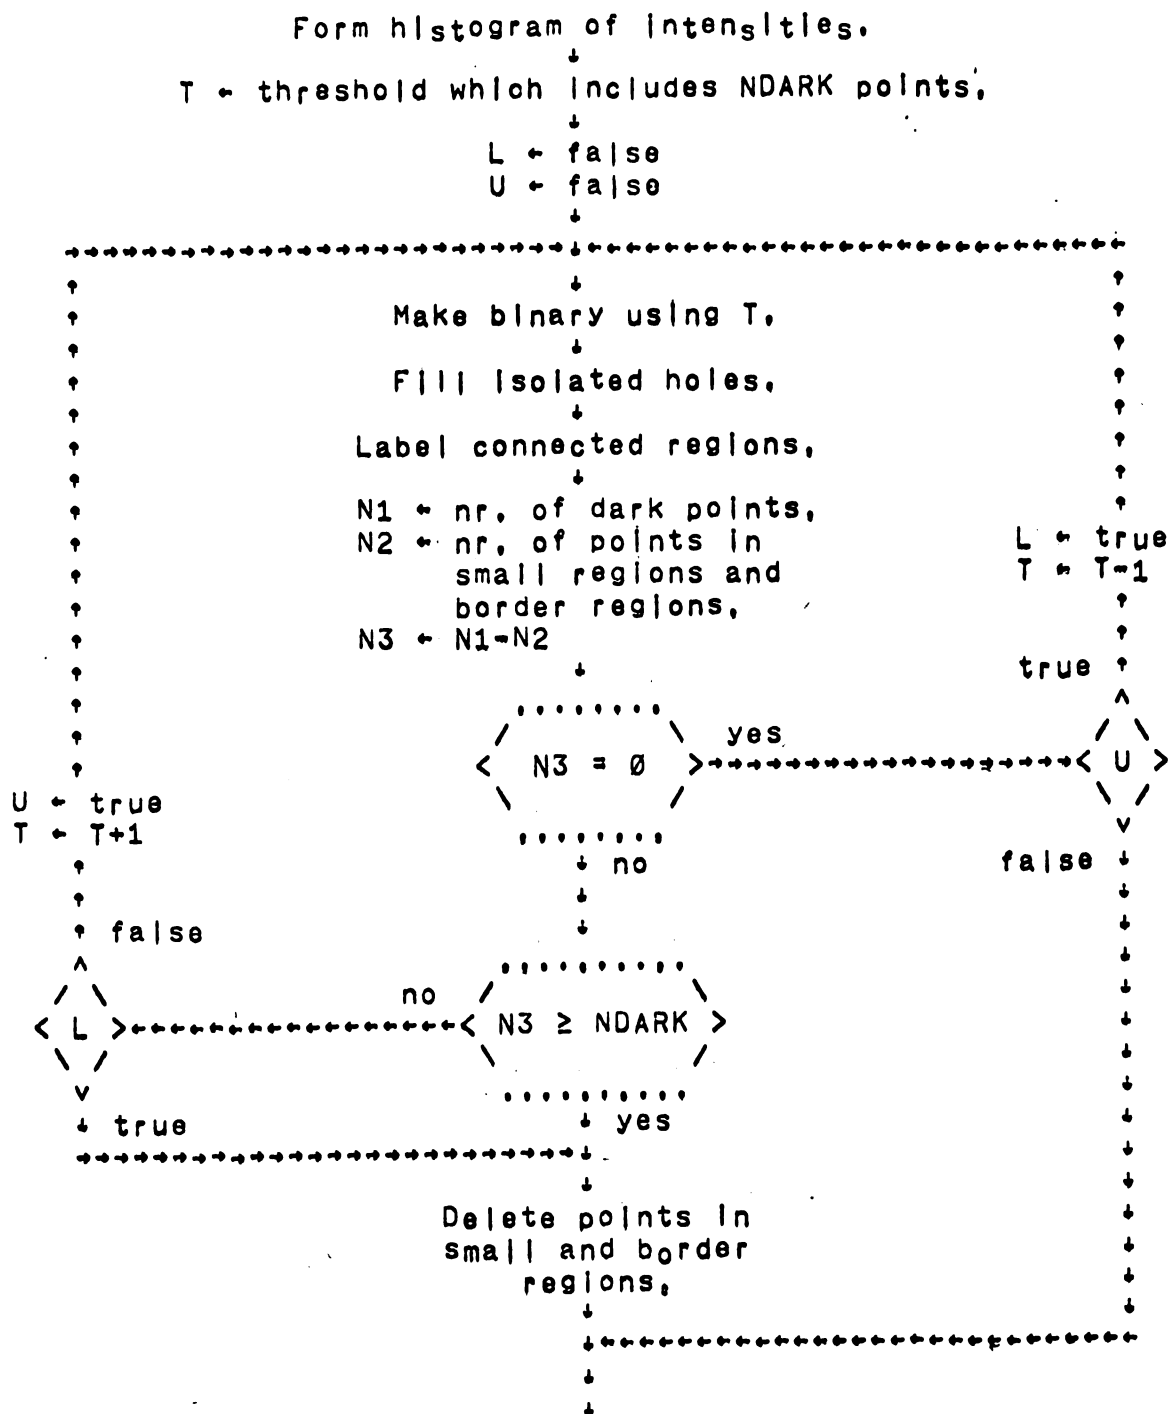 Form histogram of intensities.
T ← threshold which includes NDARK points.
L ← false
U ← false
Make binary using T.
Fill isolated holes.
Label connected regions.
N1 ← nr. of dark points.
N2 ← nr. of points in
small regions and
border regions.
N3 ← N1-N2
L ← true
T ← T-1
true
N3 = Ø
yes
U
U ← true
T ← T+1
no
false
false
L
no
N3 ≥ NDARK
true
yes
Delete points in
small and border
regions.